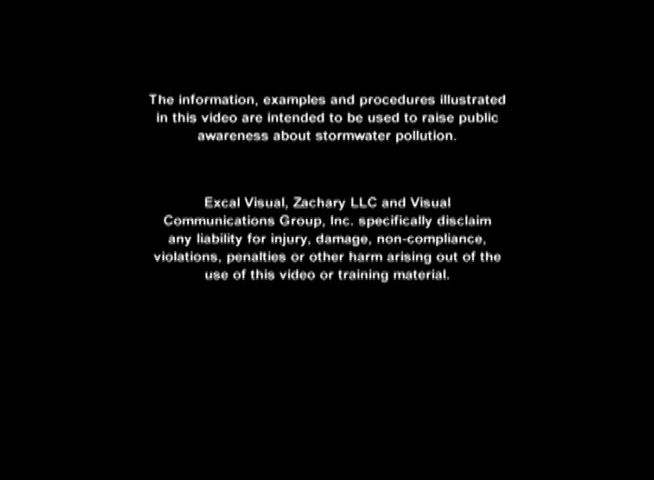 The information, examples and procedures illustrated
in this video are intended to be used to raise public
awareness about stormwater pollution.
Excal Visual, Zachary LLC and Visual
Communications Group, Inc. specifically disclaim
any liability for injury, damage, non-compliance,
violations, penalties or other harm arising out of the
use of this video or training material.